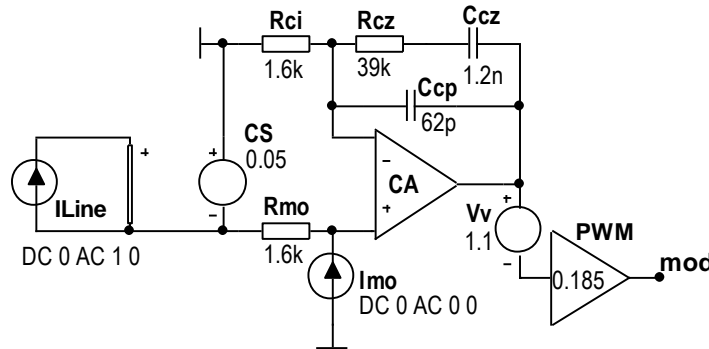 Rci
Rcz
Ccz
1.6k
39k
1.2n
Ccp
62p
CS
0.05
+
−
+
ILine
DC 0 AC 1 0
Rmo
1.6k
−
+
CA
Imo
DC 0 AC 0 0
+
Vv
1.1
−
PWM
0.185
mod